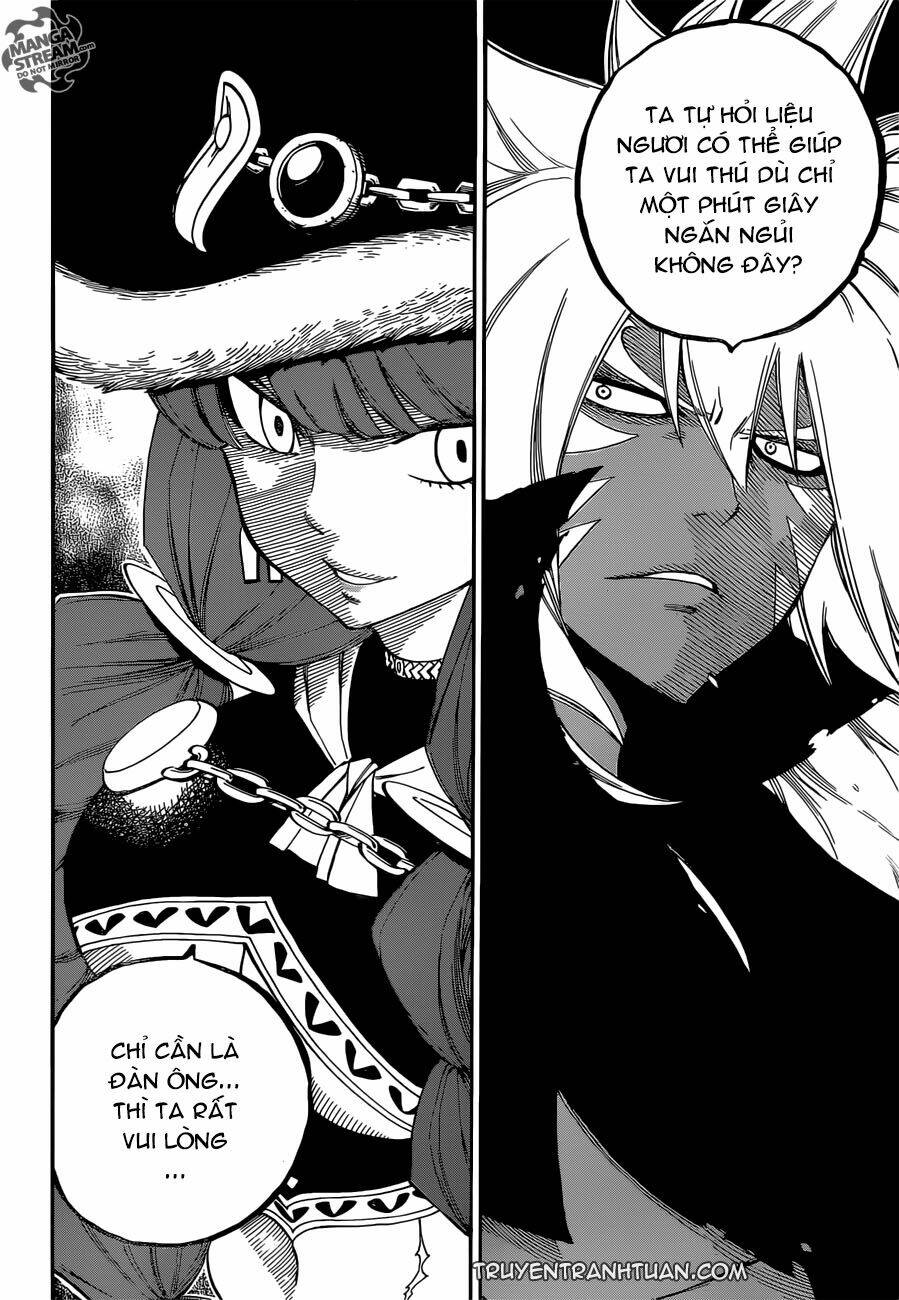 MANGA
STREAM.com
DO NOT MIRROR
TA TỰ HỎI LIỆU
NGƯƠI CÓ THỂ GIÚP
TA VUI THÚ DÙ CHỈ
MỘT PHÚT GIÂY
NGẮN NGỦI
KHÔNG ĐÂY?
CHỈ CẦN LÀ
ĐÀN ÔNG...
THÌ TA RẤT
VUI LÒNG
...
TRUYENTRANHTUAN.COM